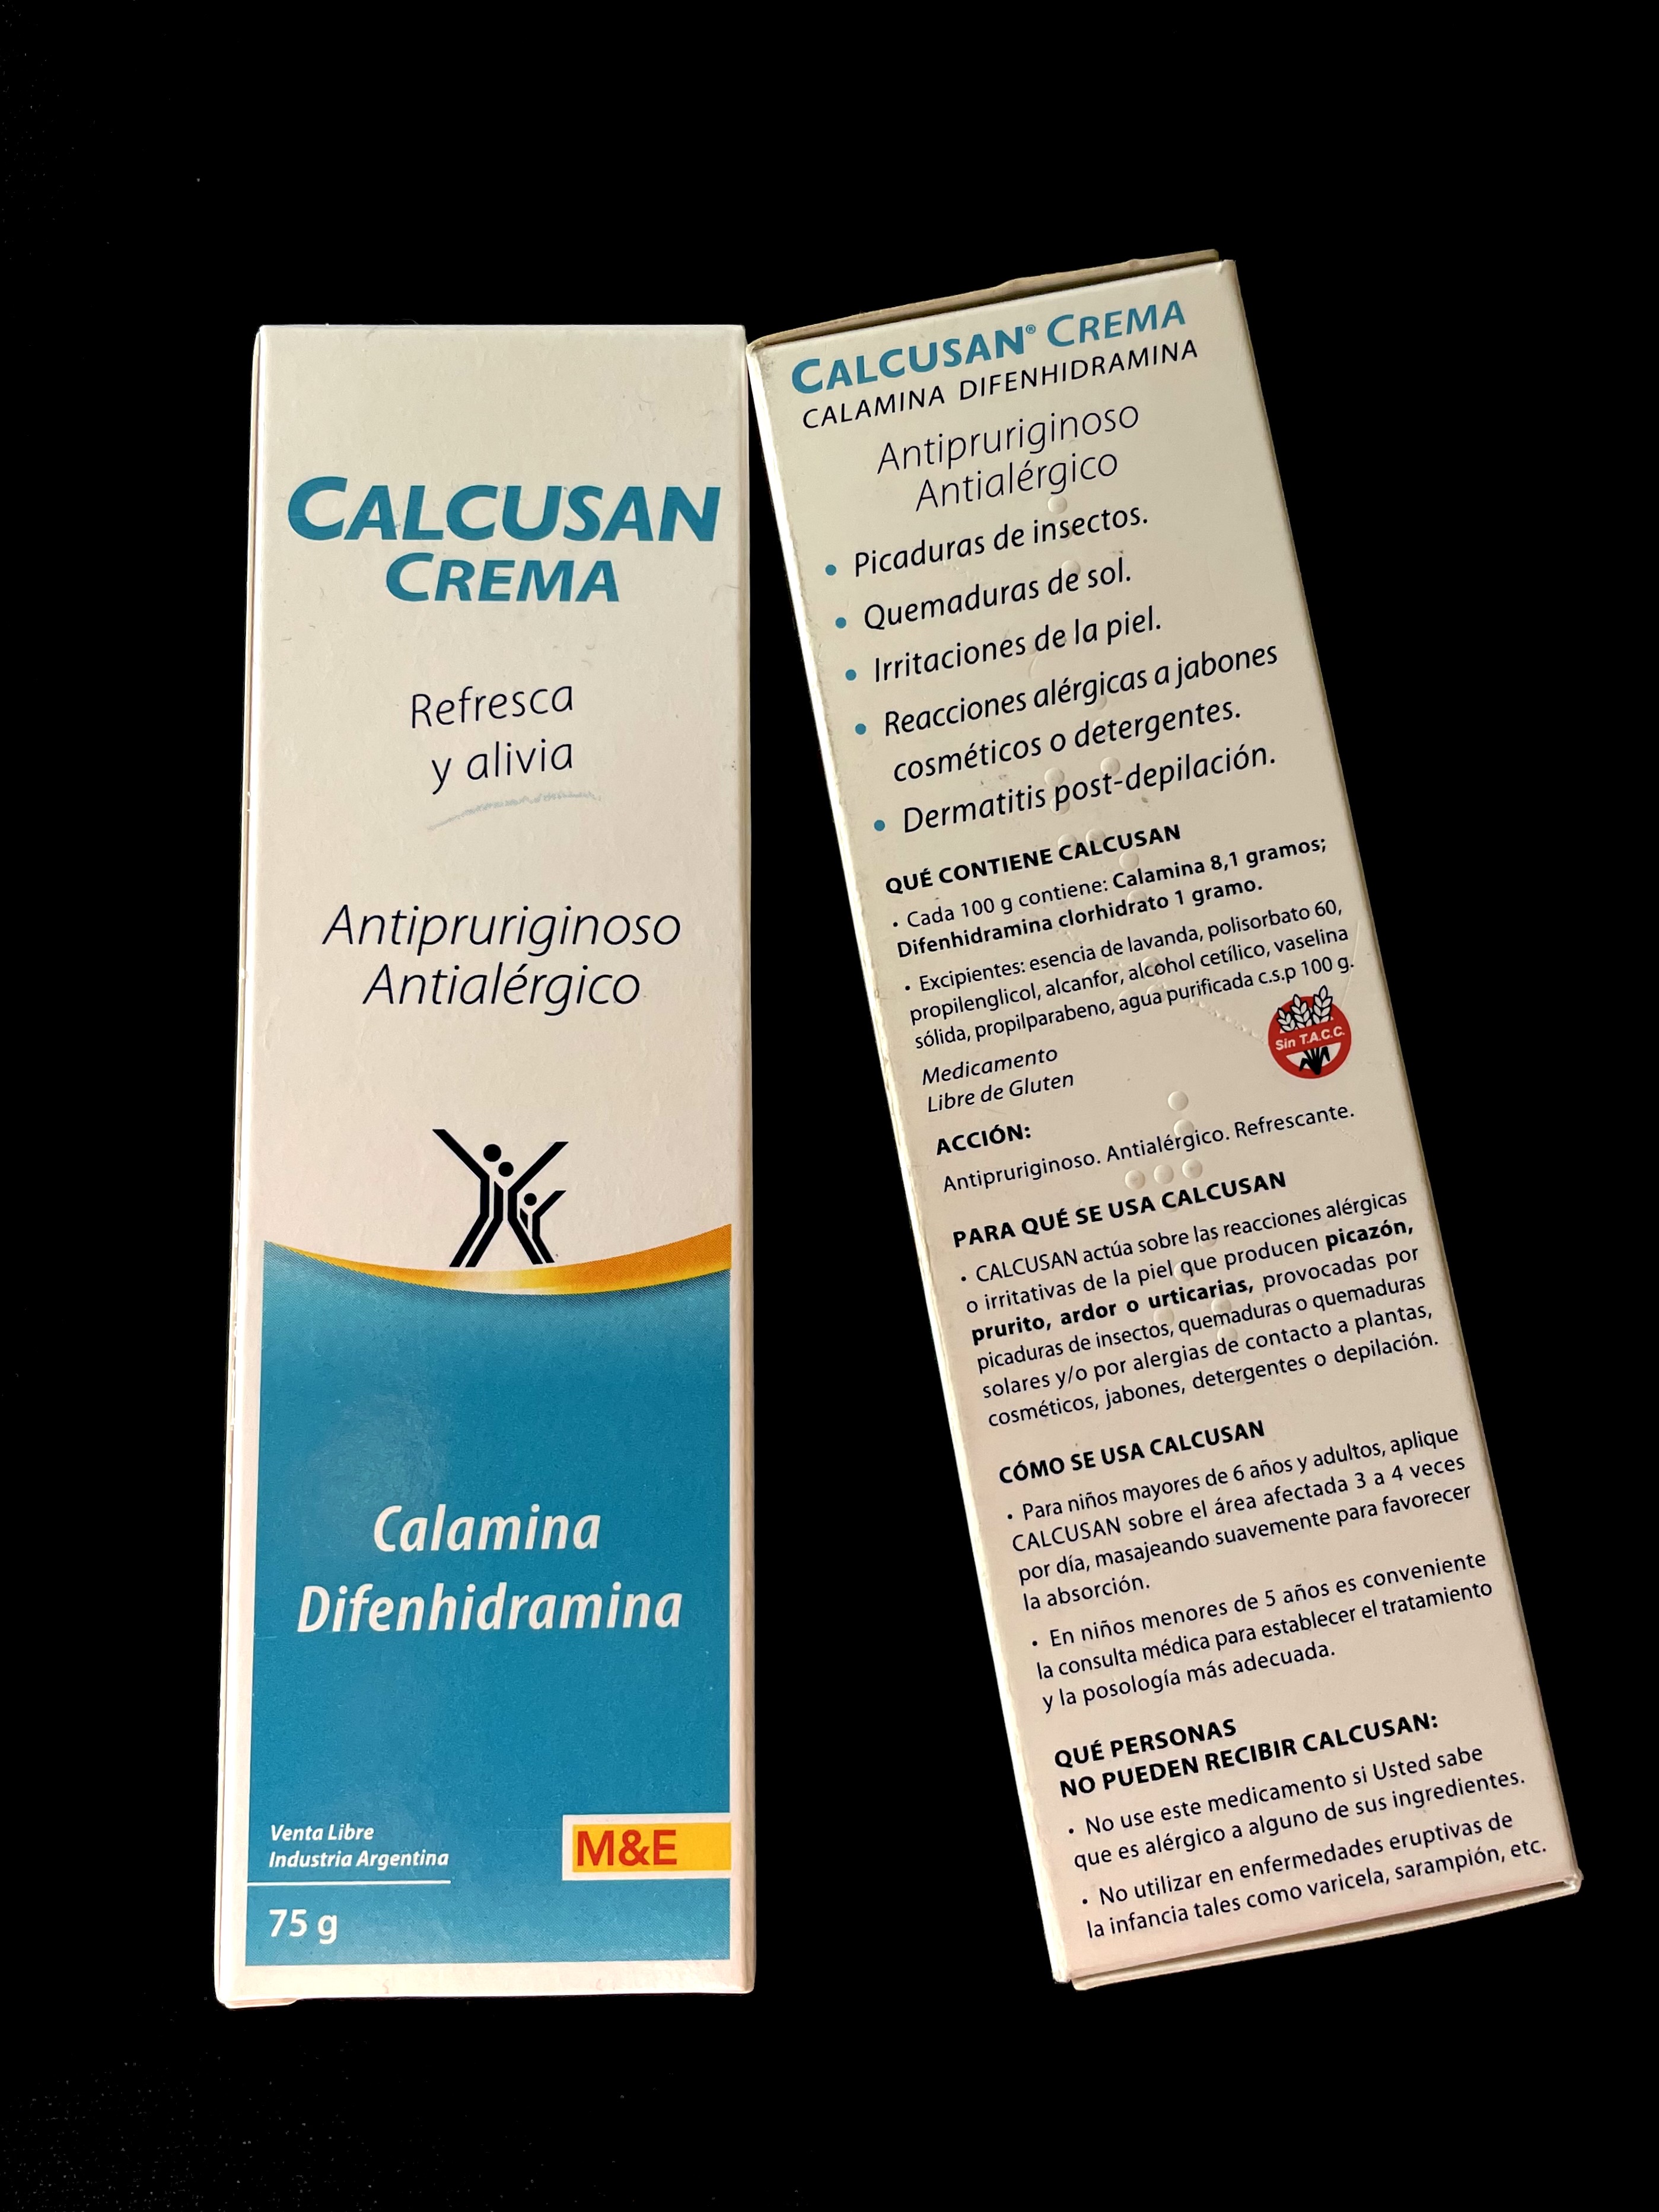 CALCUSAN
CREMA
Refresca
y alivia
Antipruriginoso
Antialérgico
Calamina
Difenhidramina
Venta Libre
Industria Argentina
M&E
75 g
CALCUSAN® CREMA
CALAMINA DIFENHIDRAMINA
Antipruriginoso
Antialérgico
• Picaduras de insectos.
• Quemaduras de sol.
• Irritaciones de la piel.
• Reacciones alérgicas a jabones
cosméticos o detergentes.
• Dermatitis post-depilación.
QUÉ CONTIENE CALCUSAN
• Cada 100 g contiene: Calamina 8,1 gramos;
Difenhidramina clorhidrato 1 gramo.
• Excipientes: esencia de lavanda, polisorbato 60,
propilenglicol, alcanfor, alcohol cetílico, vaselina
sólida, propilparabeno, agua purificada c.s.p 100 g.
Medicamento
Libre de Gluten
Sin T.A.C.C.
ACCIÓN:
Antipruriginoso. Antialérgico. Refrescante.
PARA QUÉ SE USA CALCUSAN
• CALCUSAN actúa sobre las reacciones alérgicas
o irritativas de la piel que producen picazón,
prurito, ardor o urticarias, provocadas por
picaduras de insectos, quemaduras o quemaduras
solares y/o por alergias de contacto a plantas,
cosméticos, jabones, detergentes o depilación.
CÓMO SE USA CALCUSAN
• Para niños mayores de 6 años y adultos, aplique
CALCUSAN sobre el área afectada 3 a 4 veces
por día, masajeando suavemente para favorecer
la absorción.
• En niños menores de 5 años es conveniente
la consulta médica para establecer el tratamiento
y la posología más adecuada.
QUÉ PERSONAS
NO PUEDEN RECIBIR CALCUSAN:
• No use este medicamento si Usted sabe
que es alérgico a alguno de sus ingredientes.
• No utilizar en enfermedades eruptivas de
la infancia tales como varicela, sarampión, etc.